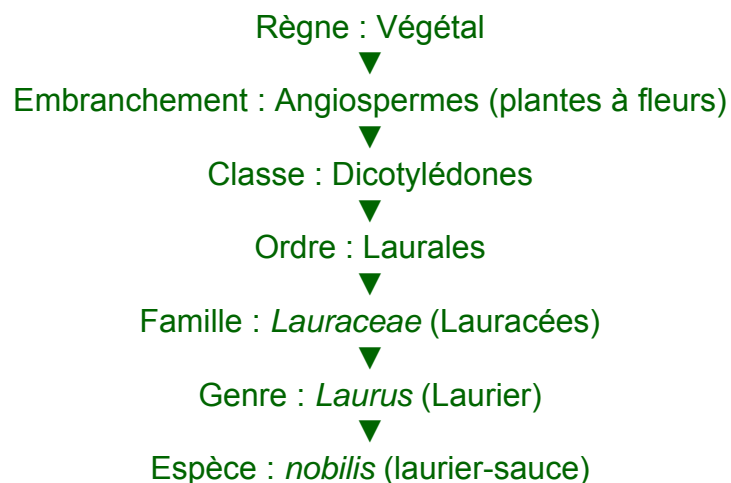 Règne : Végétal
▼
Embranchement : Angiospermes (plantes à fleurs)
▼
Classe : Dicotylédones
▼
Ordre : Laurales
▼
Famille : Lauraceae (Lauracées)
▼
Genre : Laurus (Laurier)
▼
Espèce : nobilis (laurier-sauce)